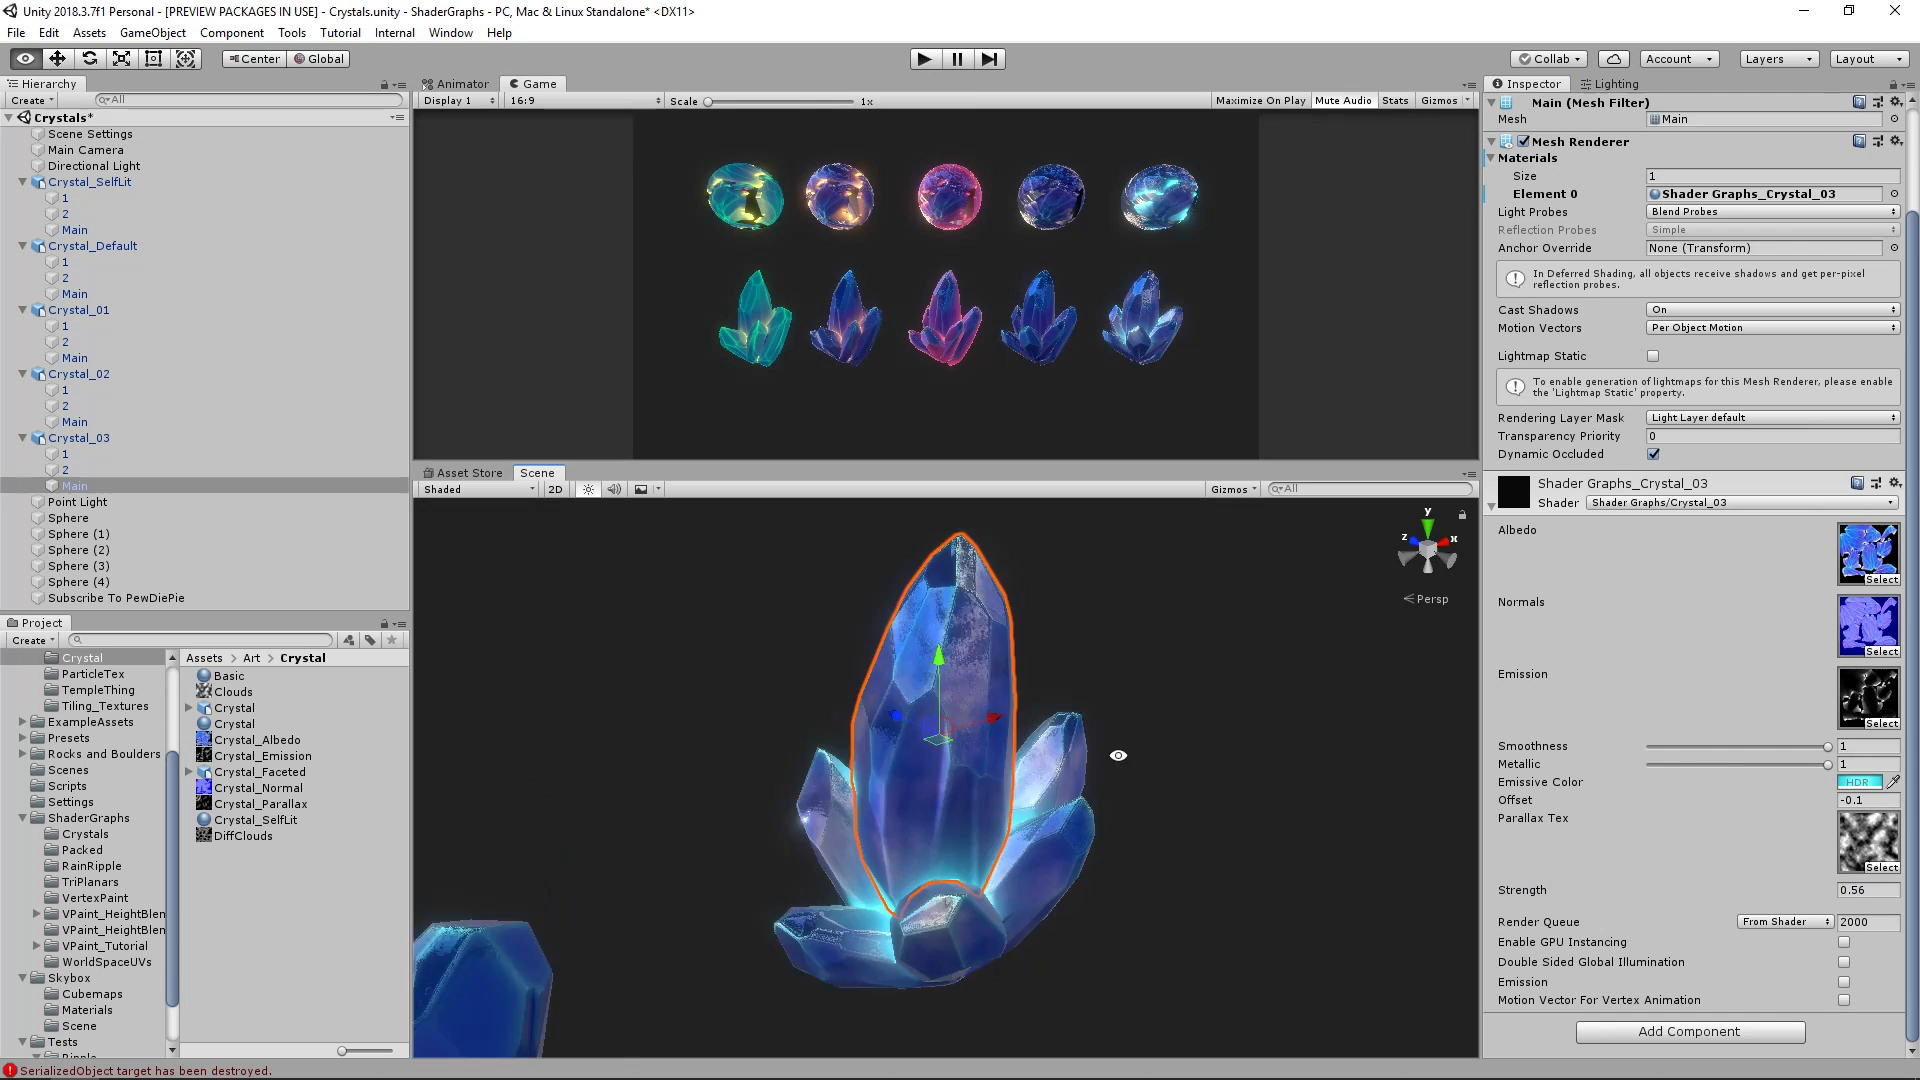 Unity 2018.3.7f1 Personal - [PREVIEW PACKAGES IN USE] - Crystals.unity - ShaderGraphs - PC, Mac & Linux Standalone* <DX11>
File Edit Assets GameObject Component Tools Tutorial Internal Window Help
Center Global Collab Account Layers Layout
Hierarchy
Create All
Crystals*
Scene Settings
Main Camera
Directional Light
Crystal_SelfLit
1
2
Main
Crystal_Default
1
2
Main
Crystal_01
1
2
Main
Crystal_02
1
2
Main
Crystal_03
1
2
Main
Point Light
Sphere
Sphere (1)
Sphere (2)
Sphere (3)
Sphere (4)
Subscribe To PewDiePie
Project
Create
Crystal
ParticleTex
TempleThing
Tiling_Textures
ExampleAssets
Presets
Rocks and Boulders
Scenes
Scripts
Settings
ShaderGraphs
Crystals
Packed
RainRipple
TriPlanars
VertexPaint
VPaint_HeightBlen
VPaint_HeightBlen
VPaint_Tutorial
WorldSpaceUVs
Skybox
Cubemaps
Materials
Scene
Tests
Assets > Art > Crystal
Basic
Clouds
Crystal
Crystal
Crystal_Albedo
Crystal_Emission
Crystal_Faceted
Crystal_Normal
Crystal_Parallax
Crystal_SelfLit
DiffClouds
Animator Game
Display 1 16:9 Scale 1x Maximize On Play Mute Audio Stats Gizmos
Asset Store Scene
Shaded 2D Gizmos All
y
z x
Persp
Inspector Lighting
Main (Mesh Filter)
Mesh Main
Mesh Renderer
Materials
Size 1
Element 0 Shader Graphs_Crystal_03
Light Probes Blend Probes
Reflection Probes Simple
Anchor Override None (Transform)
In Deferred Shading, all objects receive shadows and get per-pixel
reflection probes.
Cast Shadows On
Motion Vectors Per Object Motion
Lightmap Static
To enable generation of lightmaps for this Mesh Renderer, please enable
the 'Lightmap Static' property.
Rendering Layer Mask Light Layer default
Transparency Priority 0
Dynamic Occluded
Shader Graphs_Crystal_03
Shader Shader Graphs/Crystal_03
Albedo
Select
Normals
Select
Emission
Select
Smoothness 1
Metallic 1
Emissive Color HDR
Offset -0.1
Parallax Tex
Select
Strength 0.56
Render Queue From Shader 2000
Enable GPU Instancing
Double Sided Global Illumination
Emission
Motion Vector For Vertex Animation
Add Component
SerializedObject target has been destroyed.